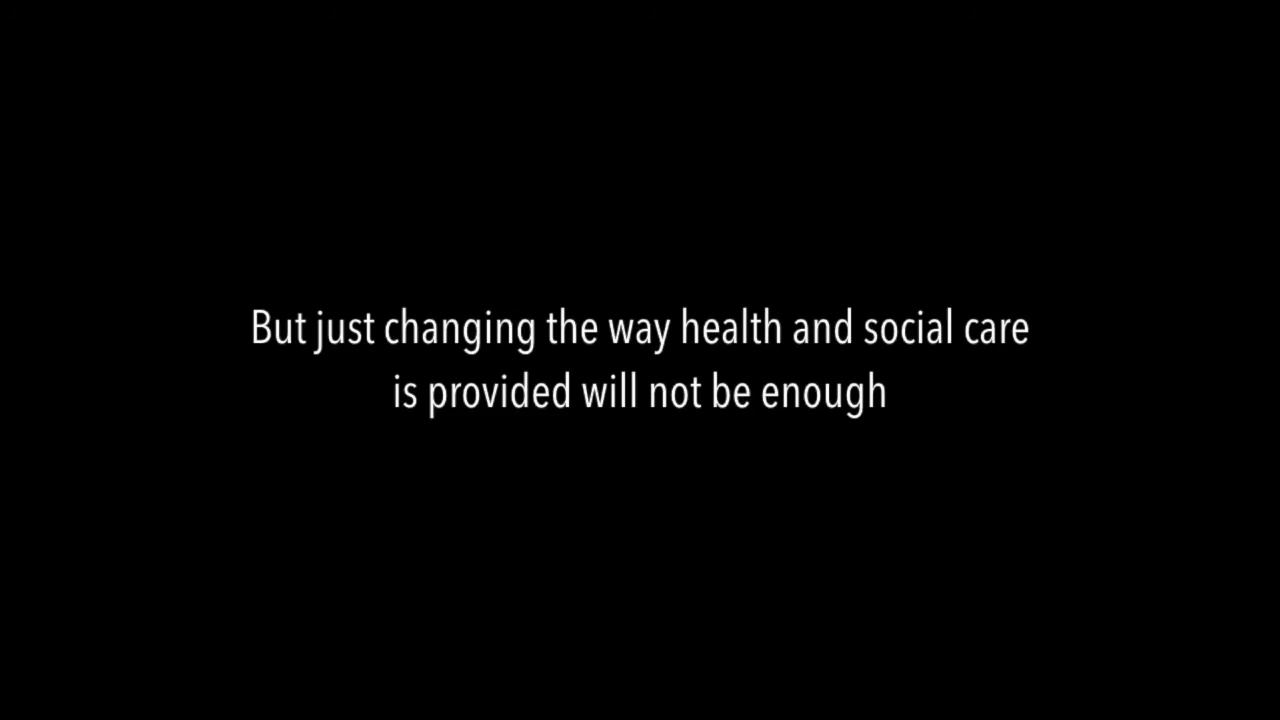 But just changing the way health and social care
is provided will not be enough